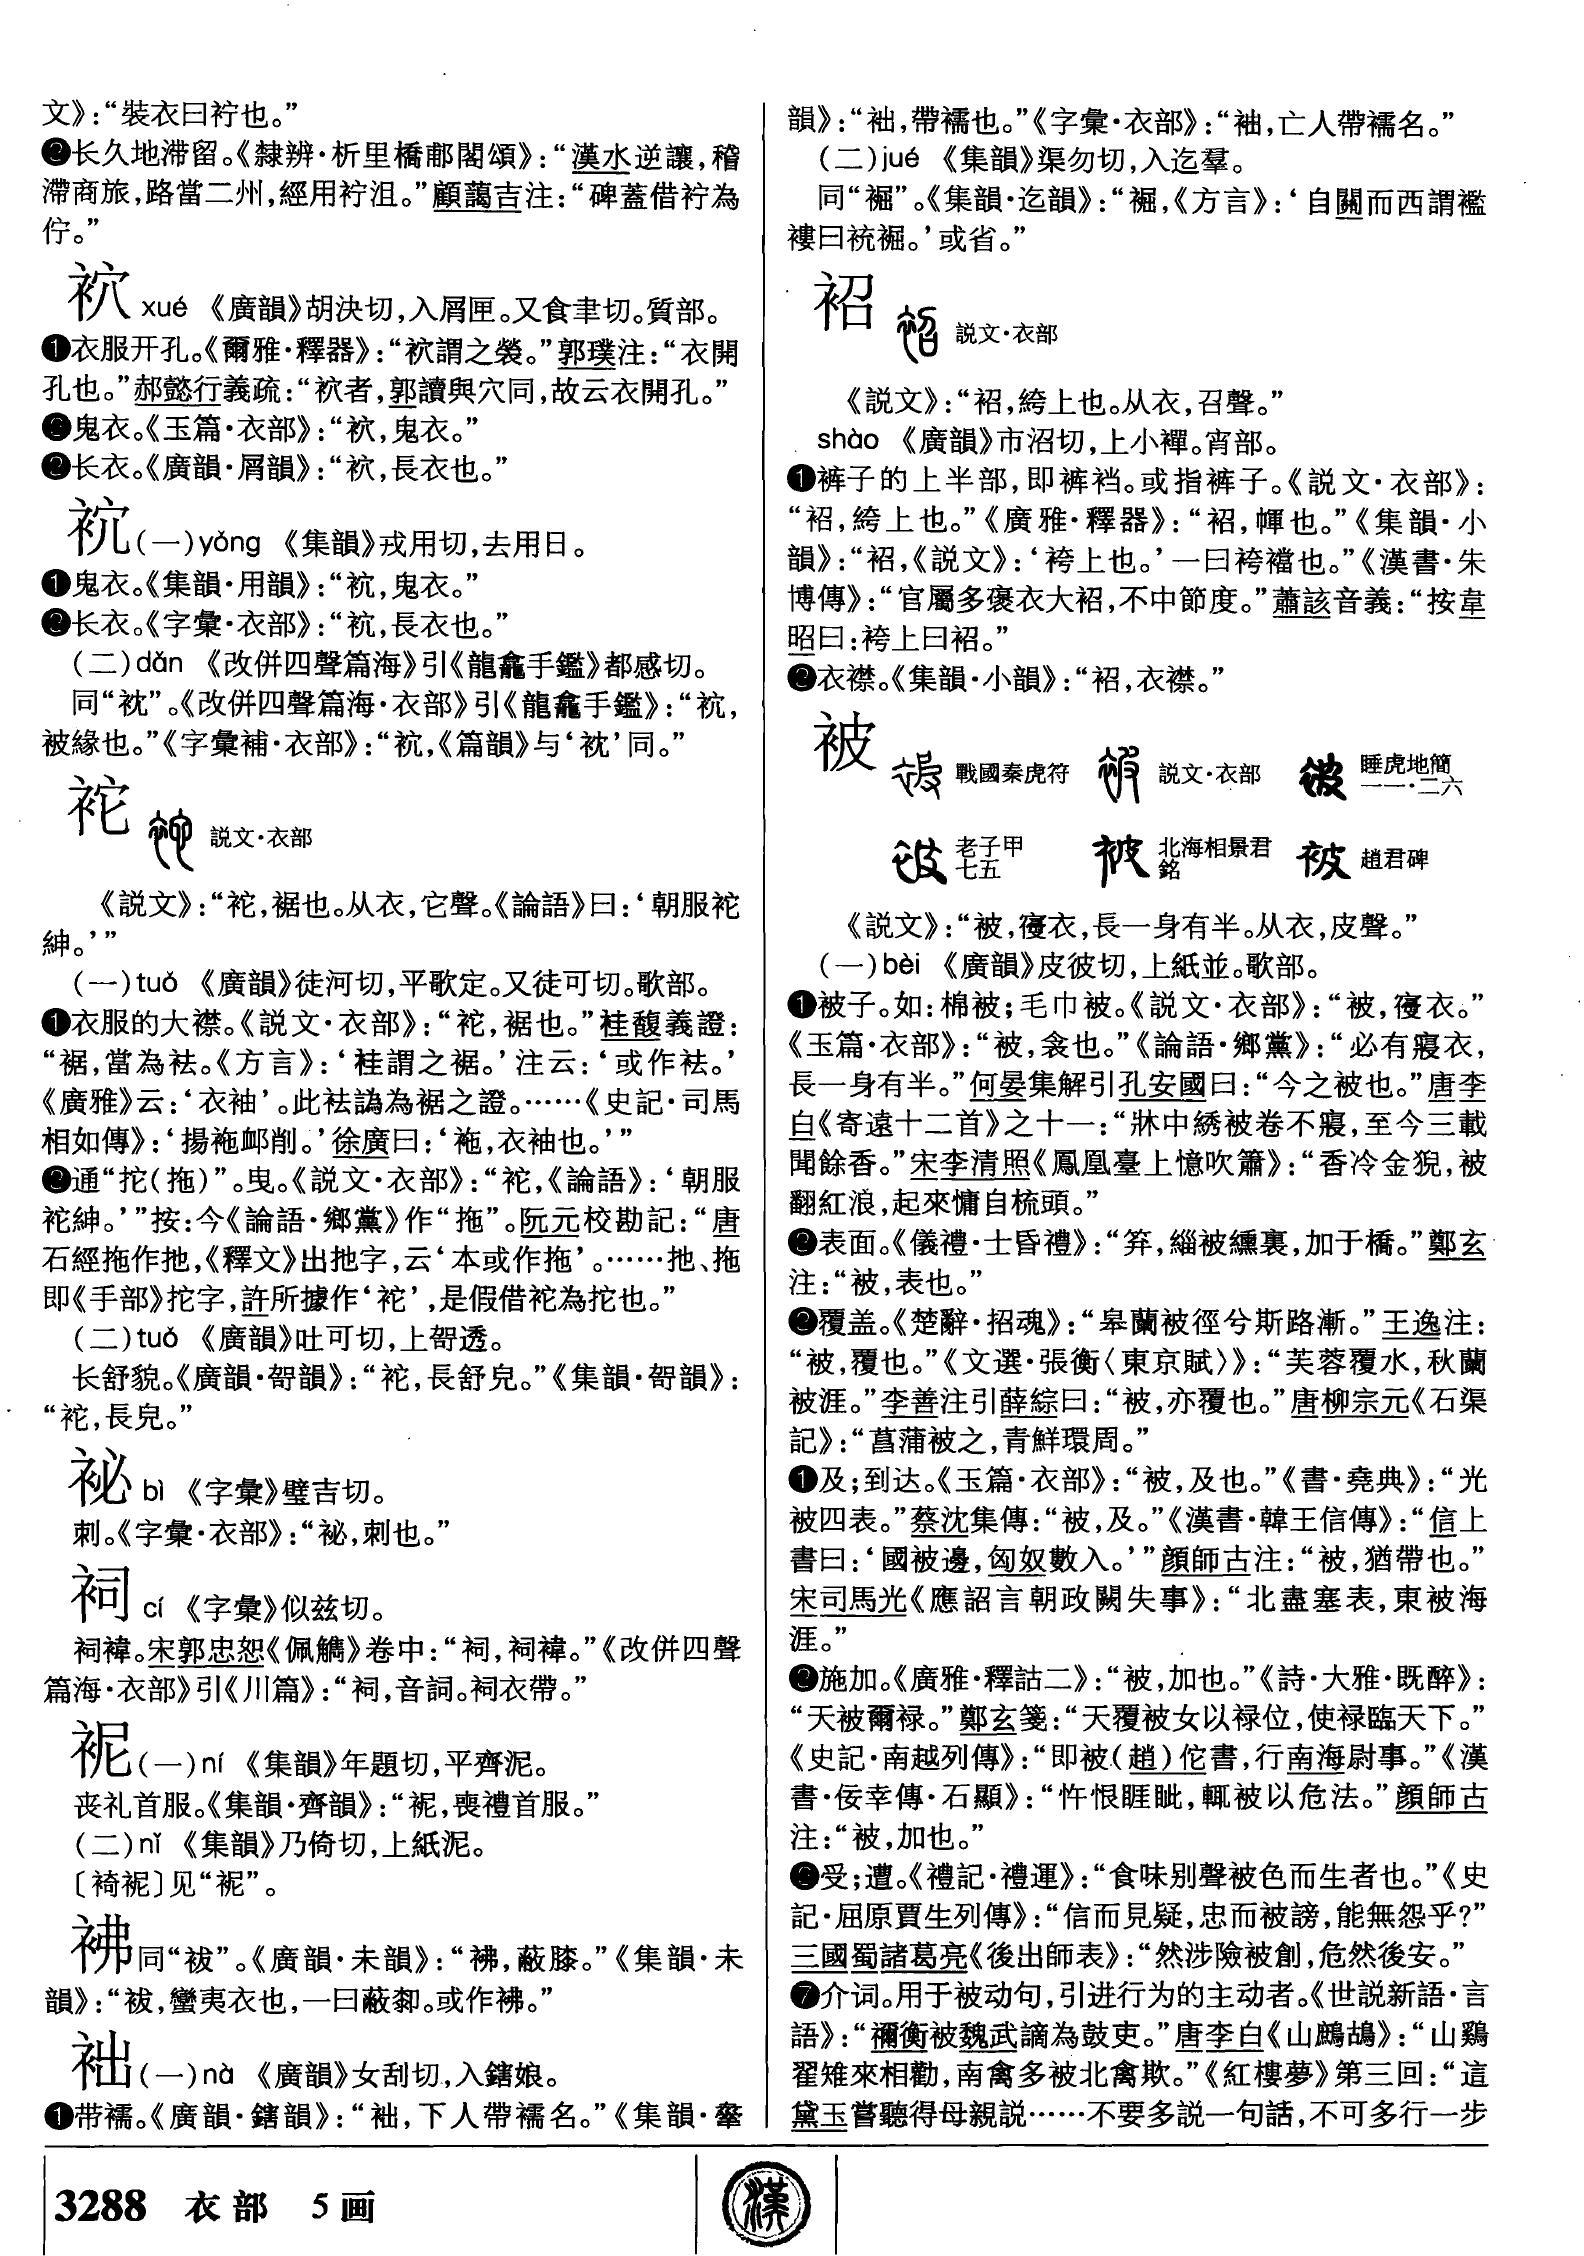 文》：“裝衣曰䘢也。”
❷长久地滞留。《隸辨·析里橋郙閣頌》：“漢水逆讓，稽
滯商旅，路當二州，經用䘢沮。”顧藹吉注：“碑蓋借䘢為
佇。”
袕 xué 《廣韻》胡決切，入屑匣。又食聿切。質部。
❶衣服开孔。《爾雅·釋器》：“袕謂之褮。”郭璞注：“衣開
孔也。”郝懿行義疏：“袕者，郭讀與穴同，故云衣開孔。”
❷鬼衣。《玉篇·衣部》：“袕，鬼衣。”
❸长衣。《廣韻·屑韻》：“袕，長衣也。”
(一)yǒng 《集韻》戎用切，去用日。
❶鬼衣。《集韻·用韻》：“，鬼衣。”
❷长衣。《字彙·衣部》：“，長衣也。”
(二)dǎn 《改併四聲篇海》引《龍龕手鑑》都感切。
同“衴”。《改併四聲篇海·衣部》引《龍龕手鑑》：“，
被緣也。”《字彙補·衣部》：“，《篇韻》与‘衴’同。”
袉 説文·衣部
《説文》：“袉，裾也。从衣，它聲。《論語》曰：‘朝服袉
紳。’”
(一)tuǒ 《廣韻》徒河切，平歌定。又徒可切。歌部。
❶衣服的大襟。《説文·衣部》：“袉，裾也。”桂馥義證：
“裾，當為袪。《方言》：‘袿謂之裾。’注云：‘或作袪。’
《廣雅》云：‘衣袖’。此袪譌為裾之證。……《史記·司馬
相如傳》：‘揚袘卹削。’徐廣曰：‘袘，衣袖也。’”
❷通“拕(拖)”。曳。《説文·衣部》：“袉，《論語》：‘朝服
袉紳。’”按：今《論語·鄉黨》作“拖”。阮元校勘記：“唐
石經拖作扡，《釋文》出扡字，云‘本或作拖’。……扡、拖
即《手部》拕字，許所據作‘袉’，是假借袉為拕也。”
(二)tuǒ 《廣韻》吐可切，上哿透。
长舒貌。《廣韻·哿韻》：“袉，長舒皃。”《集韻·哿韻》：
“袉，長皃。”
䘡 bì 《字彙》璧吉切。
刺。《字彙·衣部》：“䘡，刺也。”
袔 cí 《字彙》似兹切。
褘。宋郭忠恕《佩觿》卷中：“，褘。”《改併四聲
篇海·衣部》引《川篇》：“，音詞。衣帶。”
䘦(一)ní 《集韻》年題切，平齊泥。
丧礼首服。《集韻·齊韻》：“䘦，喪禮首服。”
(二)nǐ 《集韻》乃倚切，上紙泥。
〔裿䘦〕见“䘦”。
袡同“袚”。《廣韻·未韻》：“，蔽膝。”《集韻·未
韻》：“袚，蠻夷衣也，一曰蔽䣛。或作。”
袦(一)nà 《廣韻》女刮切，入鎋娘。
❶带襦。《廣韻·鎋韻》：“䘜，下人帶襦名。”《集韻·舝
韻》：“䘜，帶襦也。”《字彙·衣部》：“䘜，亡人帶襦名。”
(二)jué 《集韻》渠勿切，入迄羣。
同“䘿”。《集韻·迄韻》：“䘿，《方言》：‘自關而西謂襤
褸曰裗䘿。’或省。”
袑 説文·衣部
《説文》：“袑，絝上也。从衣，召聲。”
shào 《廣韻》市沼切，上小禪。宵部。
❶裤子的上半部，即裤裆。或指裤子。《説文·衣部》：
“袑，絝上也。”《廣雅·釋器》：“袑，㡓也。”《集韻·小
韻》：“袑，《説文》：‘袴上也。’一曰袴襠也。”《漢書·朱
博傳》：“官屬多褒衣大袑，不中節度。”蕭該音義：“按韋
昭曰：袴上曰袑。”
❷衣襟。《集韻·小韻》：“袑，衣襟。”
被 戰國秦虎符 説文·衣部 睡虎地簡一一·二六
老子甲七五 北海相景君銘 趙君碑
《説文》：“被，寑衣，長一身有半。从衣，皮聲。”
(一)bèi 《廣韻》皮彼切，上紙並。歌部。
❶被子。如：棉被；毛巾被。《説文·衣部》：“被，寑衣。”
《玉篇·衣部》：“被，衾也。”《論語·鄉黨》：“必有寢衣，
長一身有半。”何晏集解引孔安國曰：“今之被也。”唐李
白《寄遠十二首》之十一：“牀中綉被卷不寢，至今三載
聞餘香。”宋李清照《鳳凰臺上憶吹簫》：“香冷金猊，被
翻紅浪，起來慵自梳頭。”
❷表面。《儀禮·士昏禮》：“笲，緇被纁裏，加于橋。”鄭玄
注：“被，表也。”
❸覆盖。《楚辭·招魂》：“皋蘭被徑兮斯路漸。”王逸注：
“被，覆也。”《文選·張衡〈東京賦〉》：“芙蓉覆水，秋蘭
被涯。”李善注引薛綜曰：“被，亦覆也。”唐柳宗元《石渠
記》：“菖蒲被之，青鮮環周。”
❹及；到达。《玉篇·衣部》：“被，及也。”《書·堯典》：“光
被四表。”蔡沈集傳：“被，及。”《漢書·韓王信傳》：“信上
書曰：‘國被邊，匈奴數入。’”顔師古注：“被，猶帶也。”
宋司馬光《應詔言朝政闕失事》：“北盡塞表，東被海
涯。”
❺施加。《廣雅·釋詁二》：“被，加也。”《詩·大雅·既醉》：
“天被爾禄。”鄭玄箋：“天覆被女以禄位，使禄臨天下。”
《史記·南越列傳》：“即被(趙)佗書，行南海尉事。”《漢
書·佞幸傳·石顯》：“忤恨睚眦，輒被以危法。”顔師古
注：“被，加也。”
❻受；遭。《禮記·禮運》：“食味别聲被色而生者也。”《史
記·屈原賈生列傳》：“信而見疑，忠而被謗，能無怨乎?”
三國蜀諸葛亮《後出師表》：“然涉險被創，危然後安。”
❼介词。用于被动句，引进行为的主动者。《世説新語·言
語》：“禰衡被魏武謫為鼓吏。”唐李白《山鷓鴣》：“山鷄
翟雉來相勸，南禽多被北禽欺。”《紅樓夢》第三回：“這
黛玉嘗聽得母親説……不要多説一句話，不可多行一步
3288 衣部 5画
漢